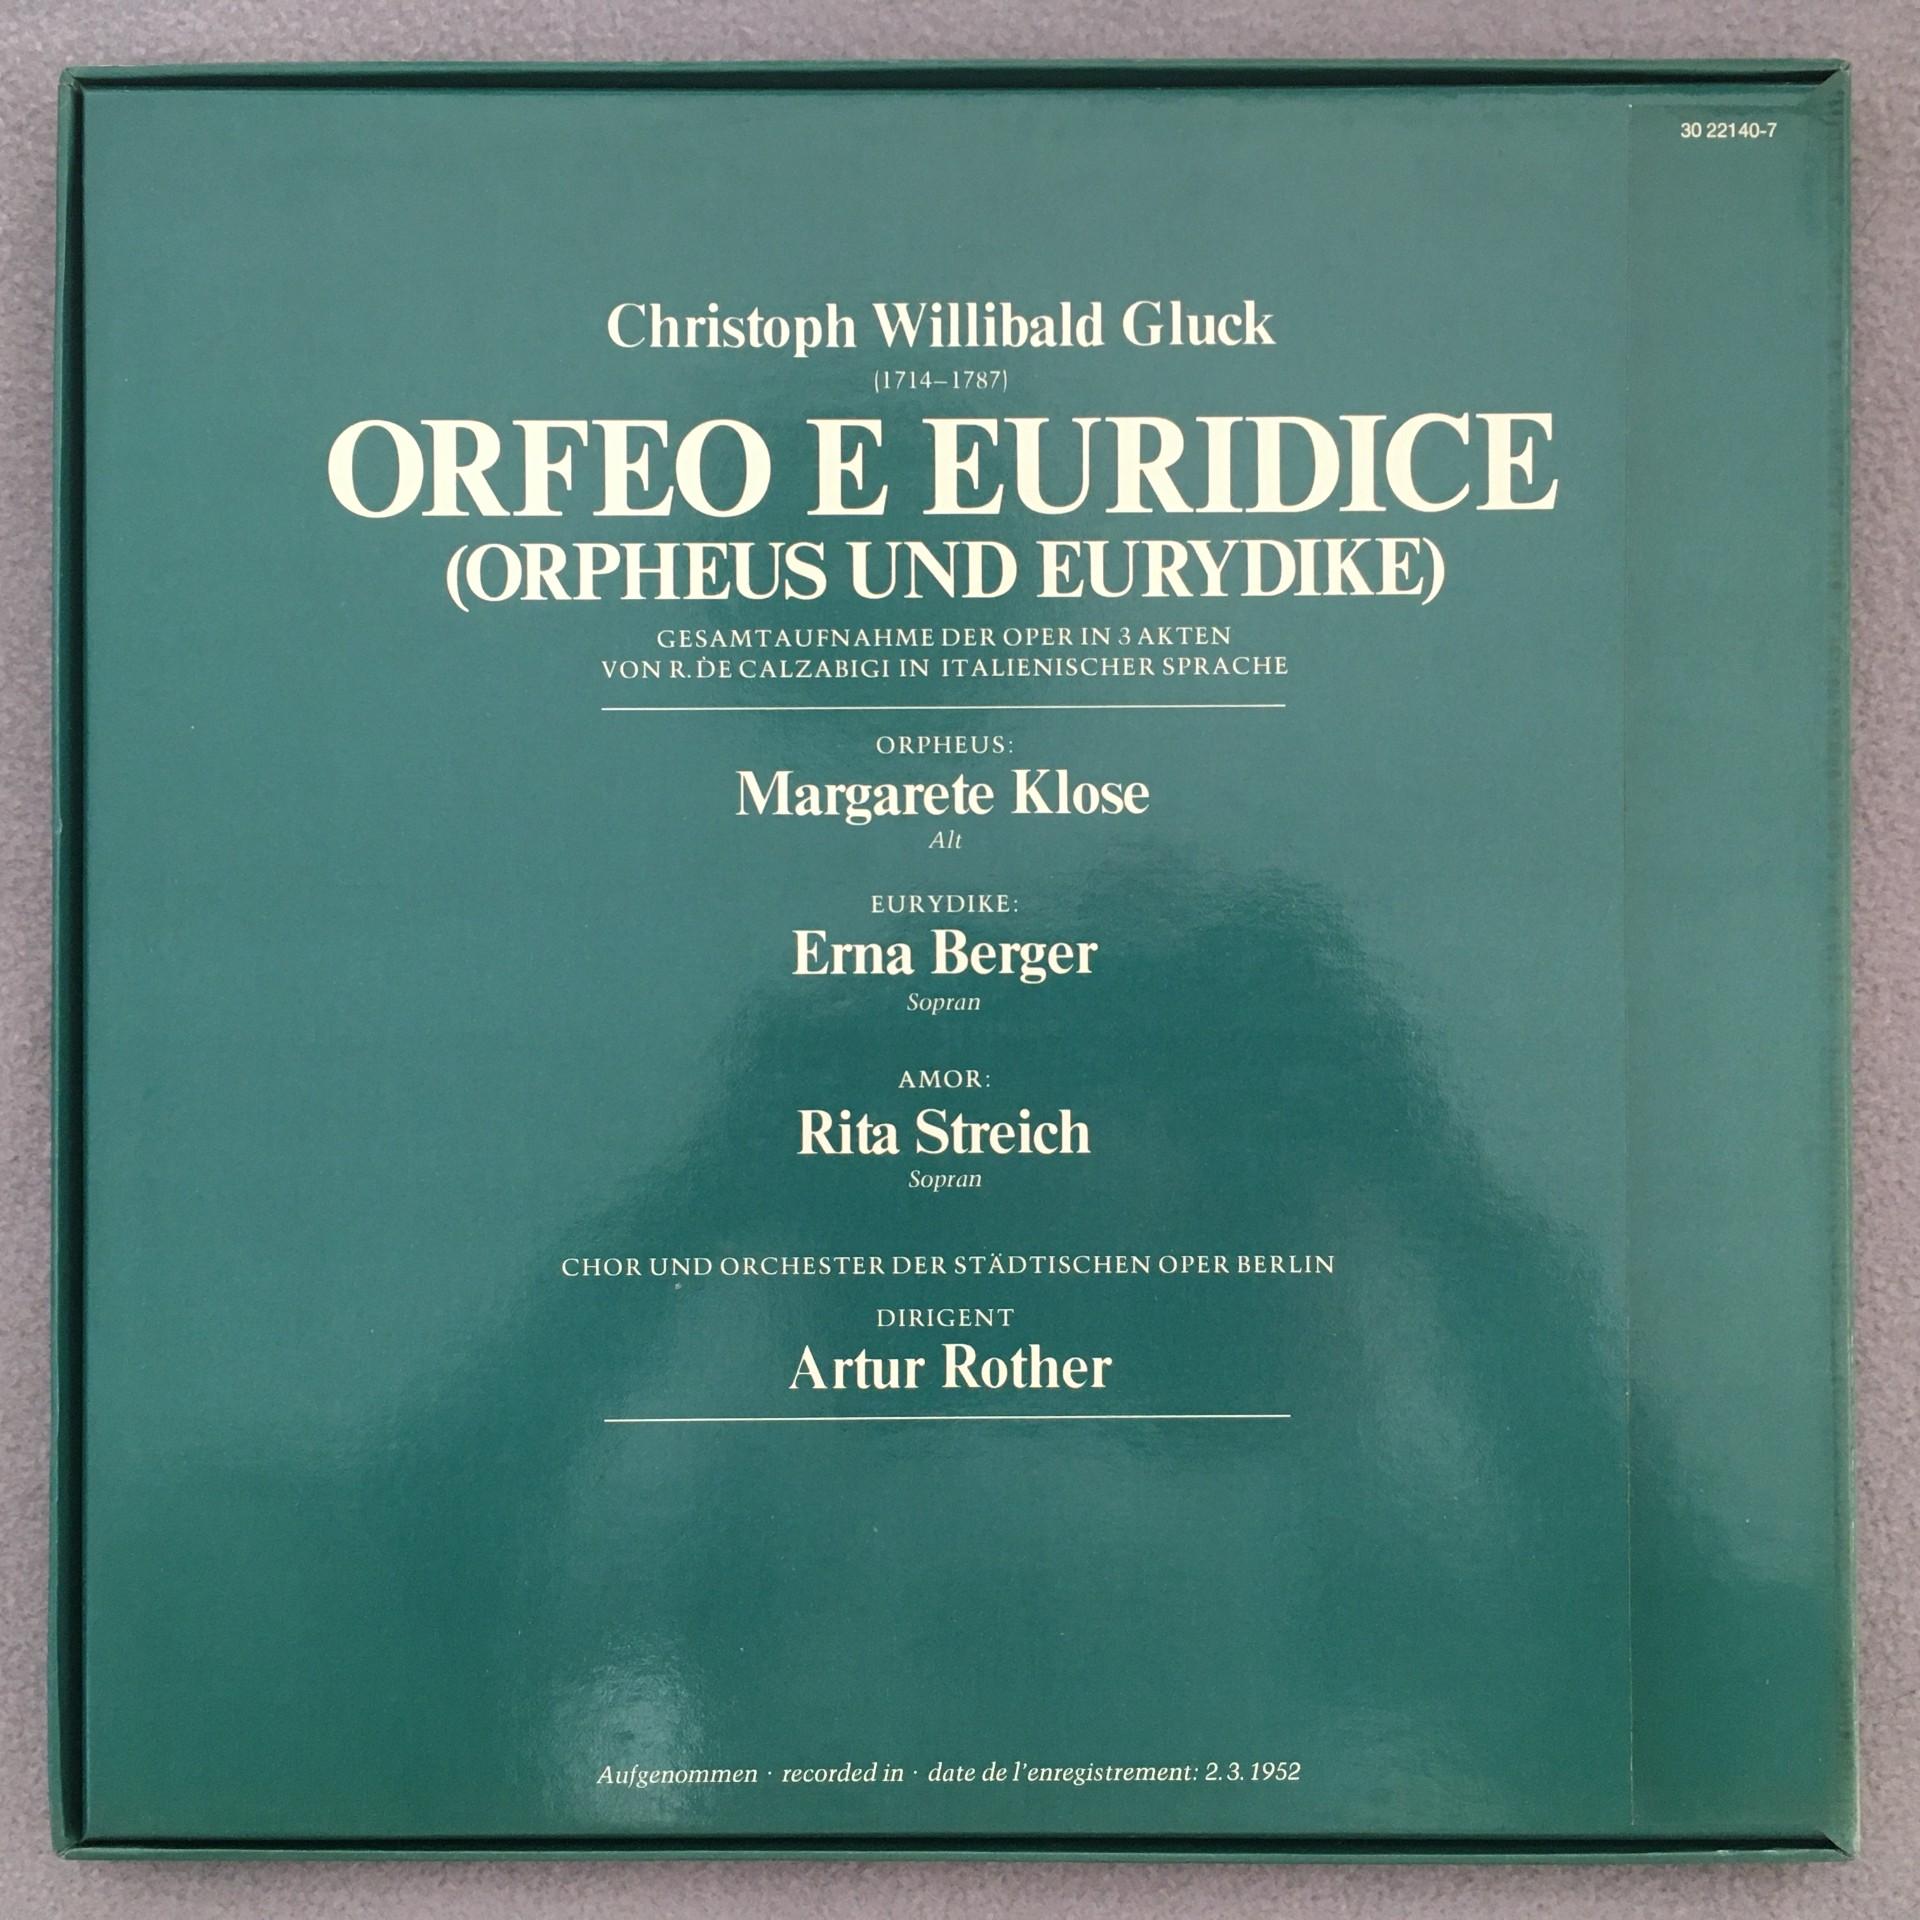 30 22140-7
Christoph Willibald Gluck
(1714–1787)
ORFEO E EURIDICE
(ORPHEUS UND EURYDIKE)
GESAMTAUFNAHME DER OPER IN 3 AKTEN
VON R. DE CALZABIGI IN ITALIENISCHER SPRACHE
ORPHEUS:
Margarete Klose
Alt
EURYDIKE:
Erna Berger
Sopran
AMOR:
Rita Streich
Sopran
CHOR UND ORCHESTER DER STÄDTISCHEN OPER BERLIN
DIRIGENT
Artur Rother
Aufgenommen · recorded in · date de l'enregistrement: 2. 3. 1952